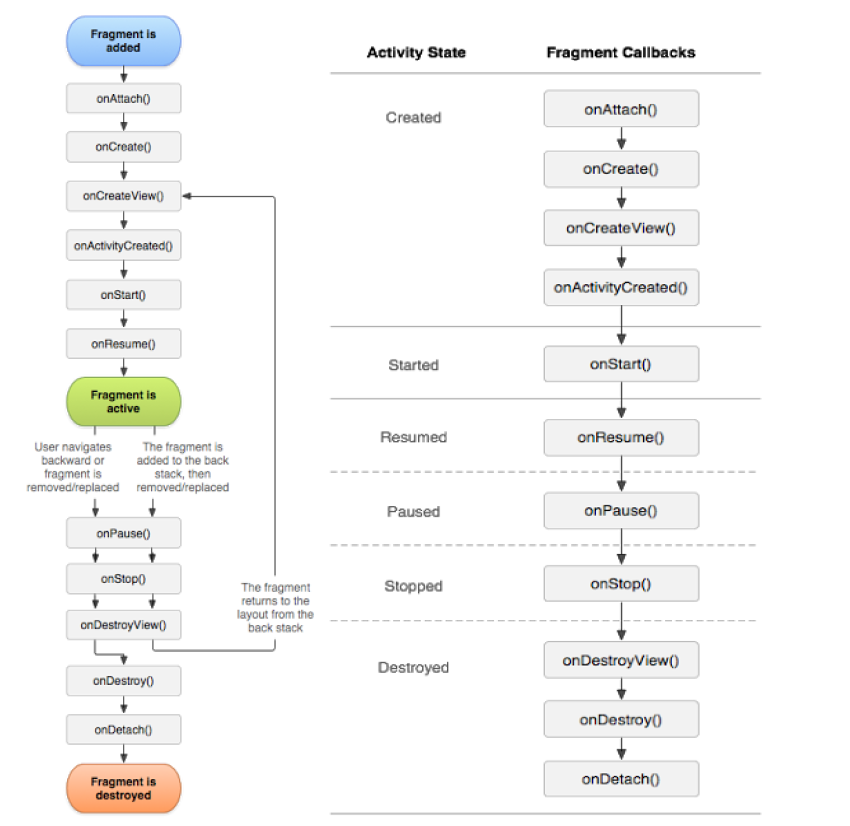 Fragment is
added
onAttach()
onCreate()
onCreateView()
onActivityCreated()
onStart()
onResume()
Fragment is
active
User navigates
backward or
fragment is
removed/replaced
The fragment is
added to the back
stack, then
removed/replaced
onPause()
onStop()
onDestroyView()
The fragment
returns to the
layout from the
back stack
onDestroy()
onDetach()
Fragment is
destroyed
Activity State
Fragment Callbacks
Created
onAttach()
onCreate()
onCreateView()
onActivityCreated()
Started
onStart()
Resumed
onResume()
Paused
onPause()
Stopped
onStop()
Destroyed
onDestroyView()
onDestroy()
onDetach()